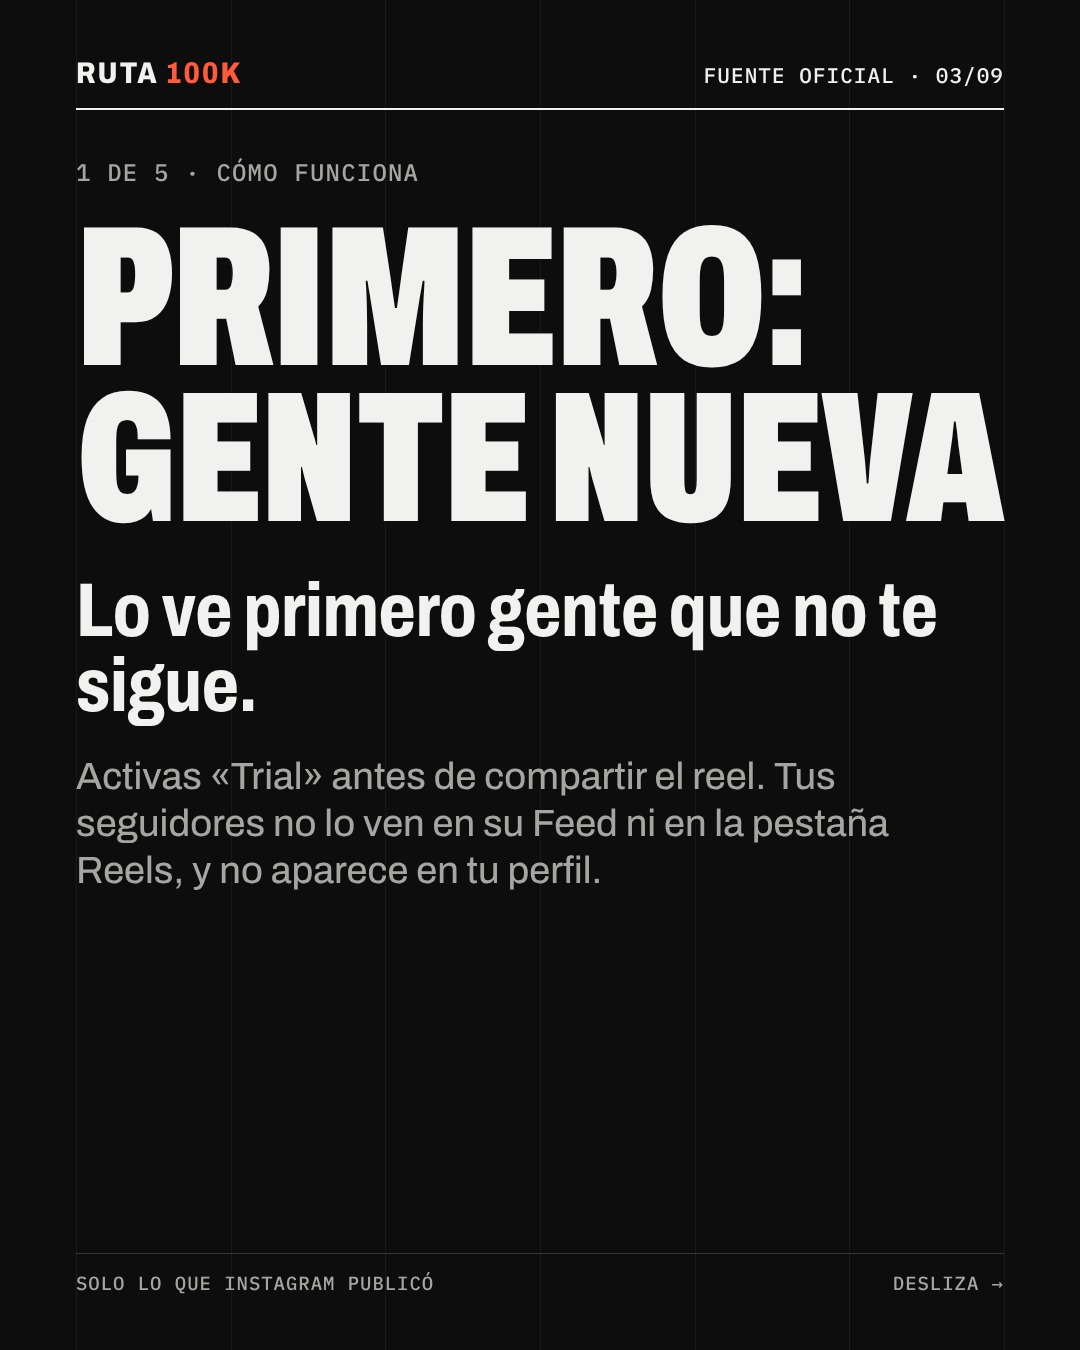 RUTA 100K
FUENTE OFICIAL · 03/09
1 DE 5 · CÓMO FUNCIONA
PRIMERO:
GENTE NUEVA
Lo ve primero gente que no te
sigue.
Activas «Trial» antes de compartir el reel. Tus
seguidores no lo ven en su Feed ni en la pestaña
Reels, y no aparece en tu perfil.
SOLO LO QUE INSTAGRAM PUBLICÓ
DESLIZA →